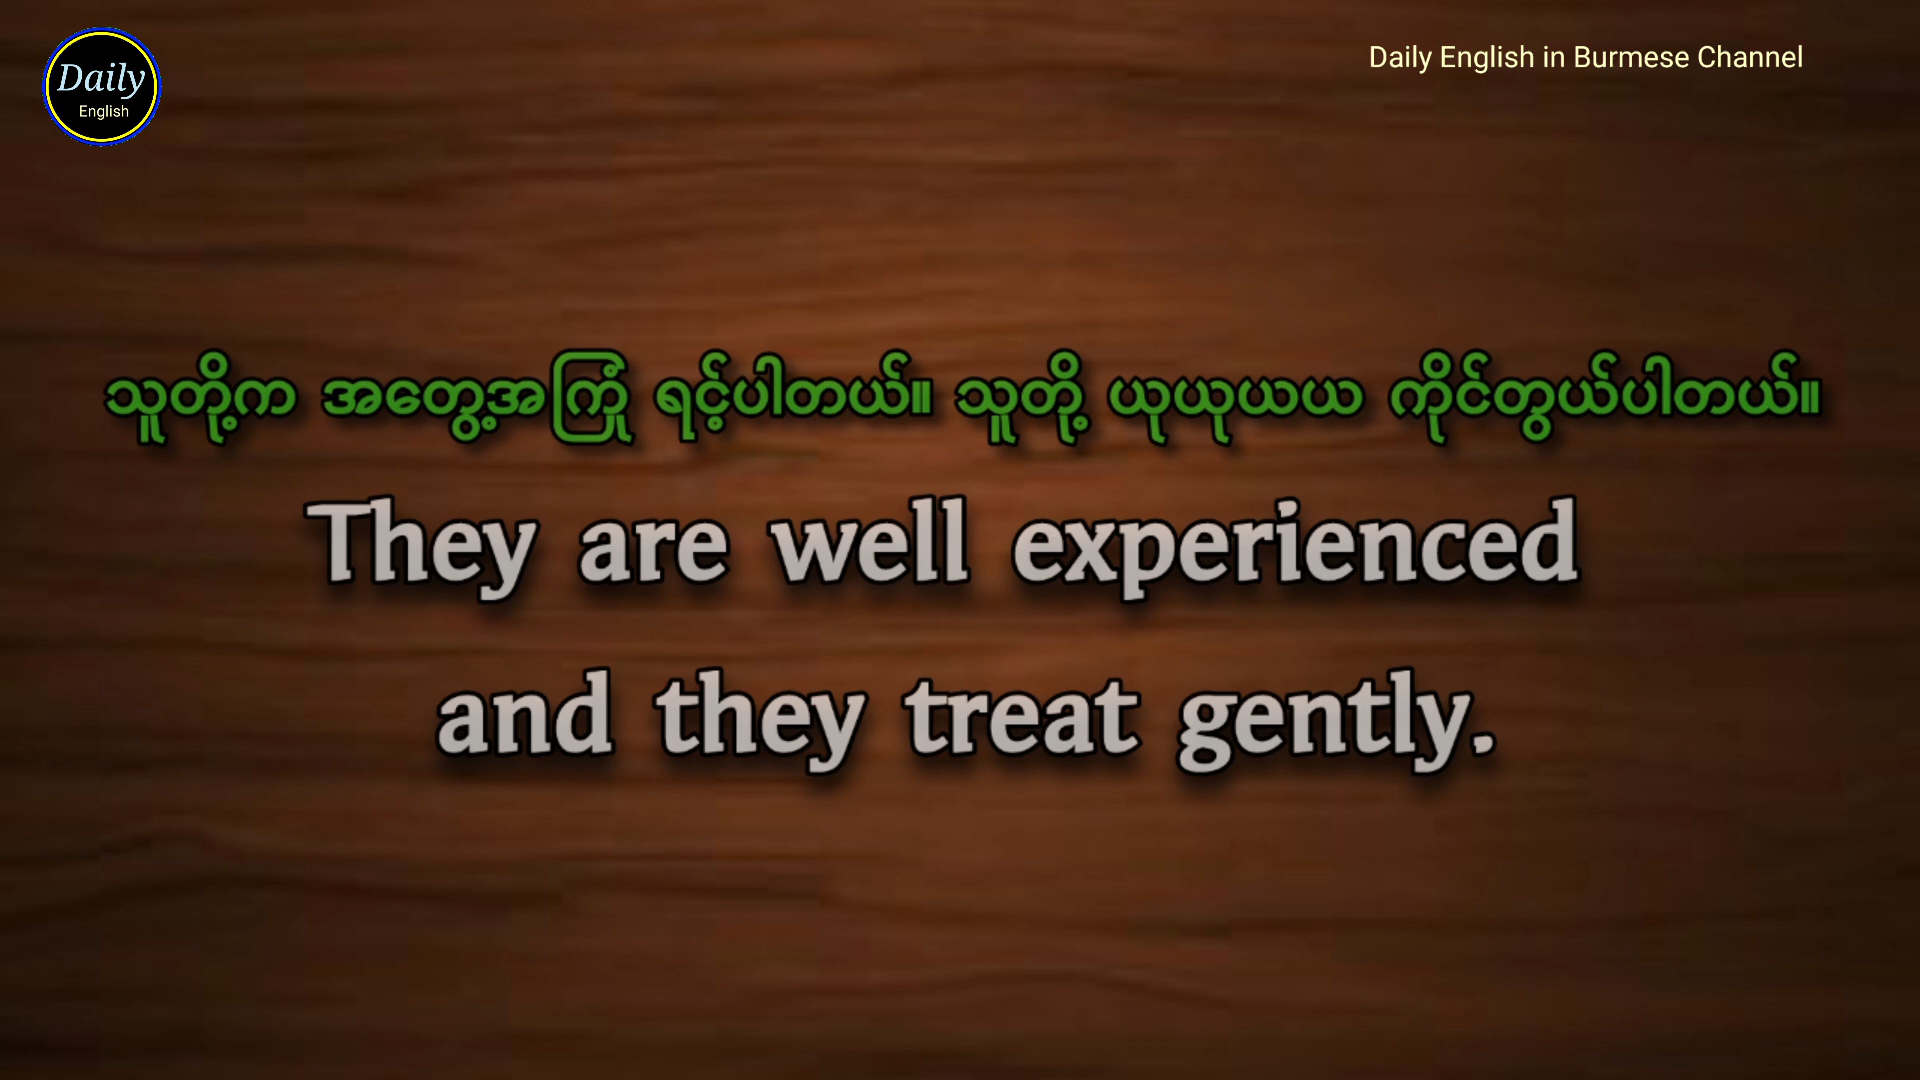 Daily
English
Daily English in Burmese Channel
သူတို့က အတွေ့အကြုံ ရင့်ပါတယ်။ သူတို့ ယုယုယယ ကိုင်တွယ်ပါတယ်။
They are well experienced
and they treat gently.